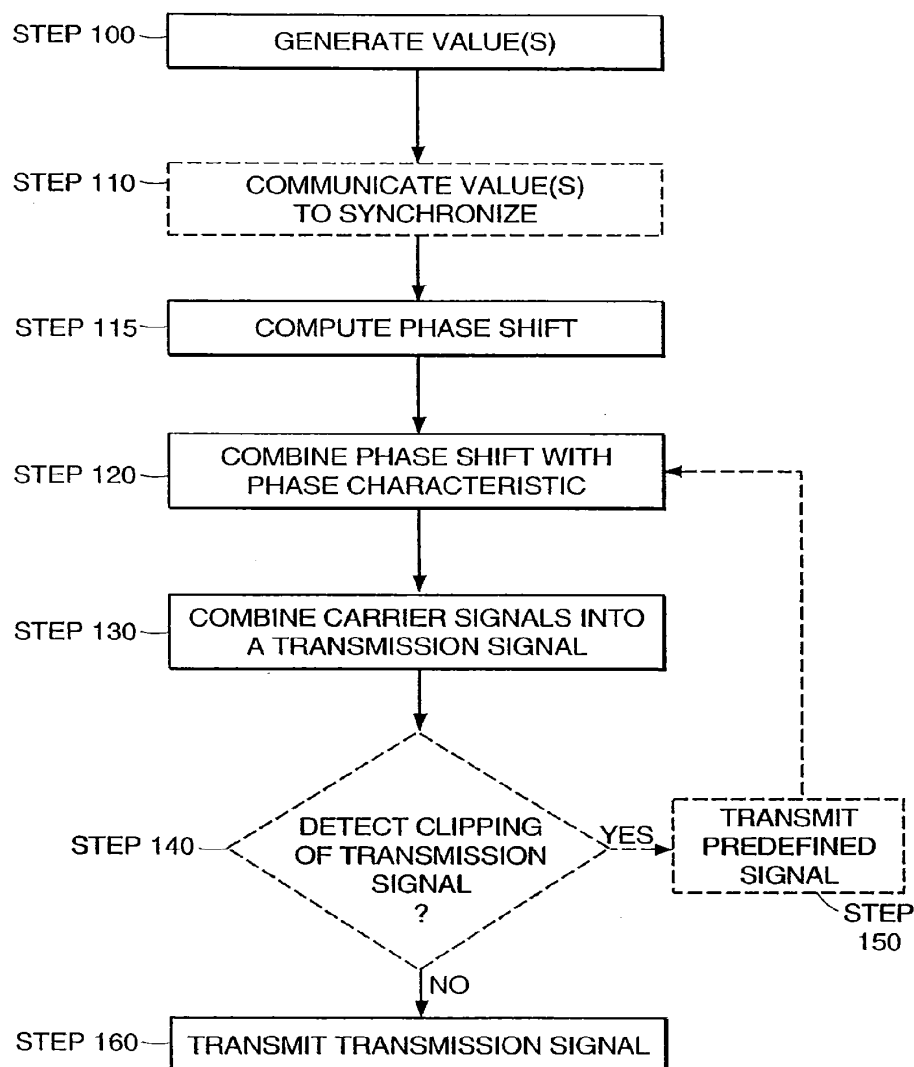 STEP 100
GENERATE VALUE(S)
STEP 110
COMMUNICATE VALUE(S)
TO SYNCHRONIZE
STEP 115
COMPUTE PHASE SHIFT
STEP 120
COMBINE PHASE SHIFT WITH
PHASE CHARACTERISTIC
STEP 130
COMBINE CARRIER SIGNALS INTO
A TRANSMISSION SIGNAL
STEP 140
DETECT CLIPPING
OF TRANSMISSION
SIGNAL
?
YES
TRANSMIT
PREDEFINED
SIGNAL
STEP
150
NO
STEP 160
TRANSMIT TRANSMISSION SIGNAL